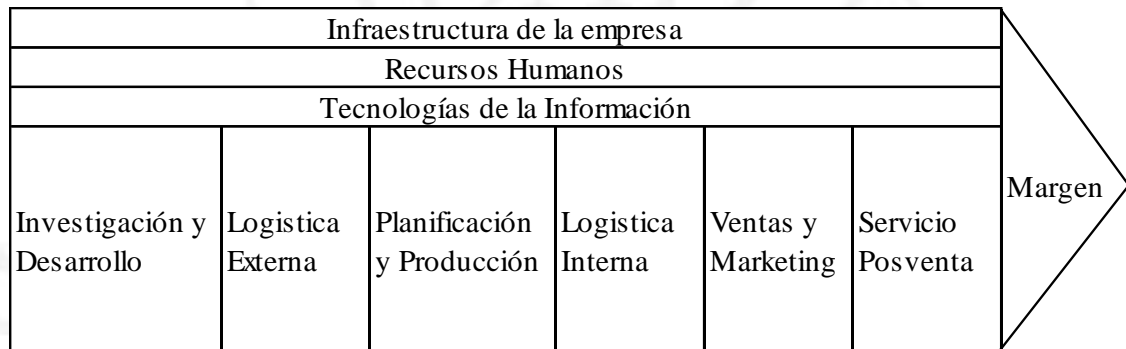 Infraestructura de la empresa
Recursos Humanos
Tecnologías de la Información
Investigación y
Desarrollo
Logistica
Externa
Planificación
y Producción
Logistica
Interna
Ventas y
Marketing
Servicio
Posventa
Margen